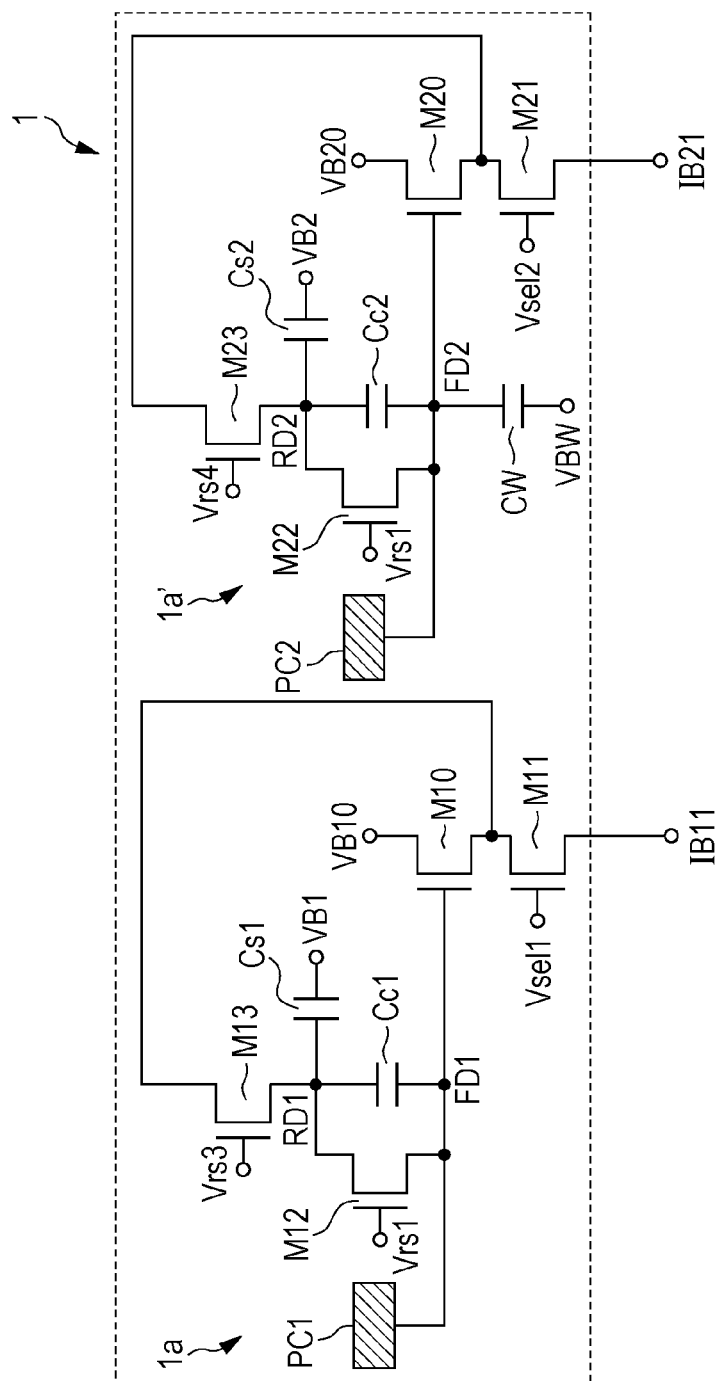 1
1a
PC1
M12
Vrs1
Vrs3
M13
RD1
Cs1
VB1
Cc1
FD1
VB10
M10
M11
Vsel1
IB11
1a'
PC2
M22
Vrs1
Vrs4
M23
RD2
Cs2
VB2
Cc2
FD2
CW
VBW
VB20
M20
M21
Vsel2
IB21